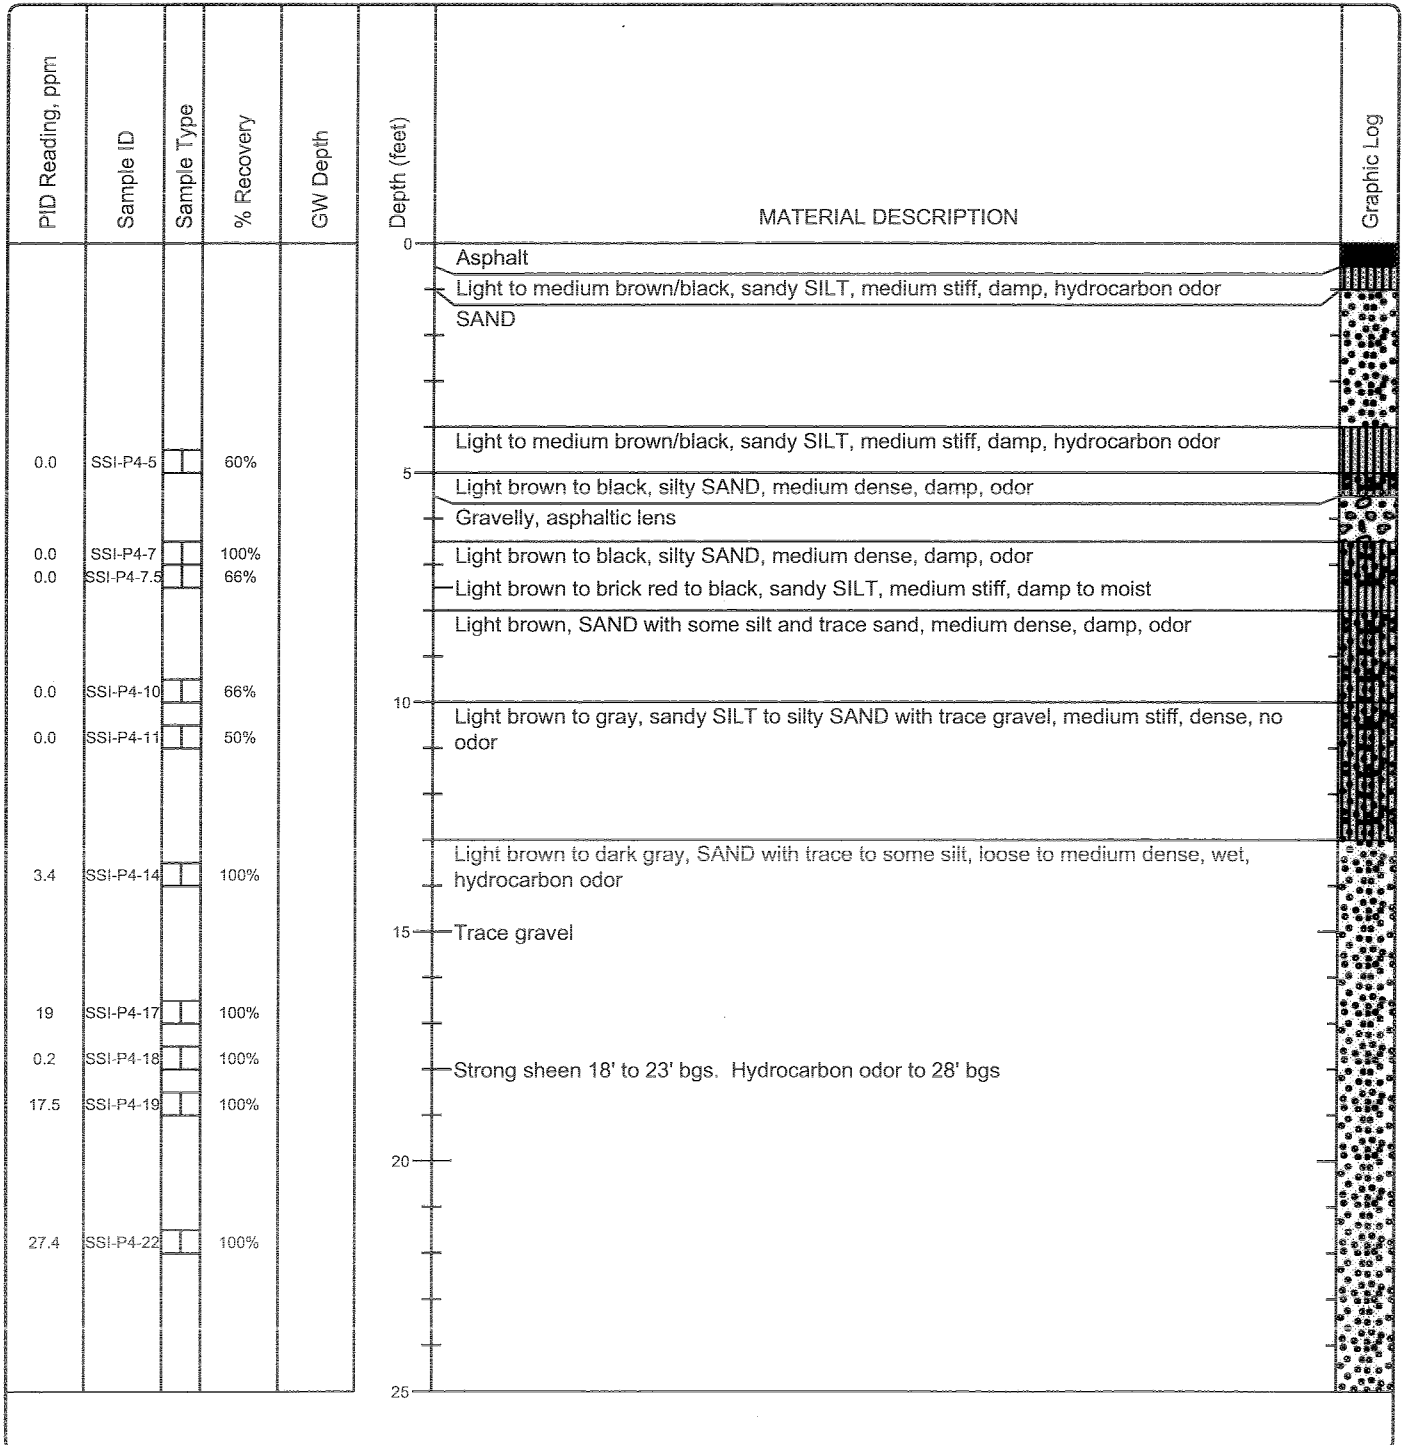 PID Reading, ppm
Sample ID
Sample Type
% Recovery
GW Depth
Depth (feet)
MATERIAL DESCRIPTION
Graphic Log
0
Asphalt
Light to medium brown/black, sandy SILT, medium stiff, damp, hydrocarbon odor
SAND
Light to medium brown/black, sandy SILT, medium stiff, damp, hydrocarbon odor
0.0 SSI-P4-5 60%
5
Light brown to black, silty SAND, medium dense, damp, odor
Gravelly, asphaltic lens
0.0 SSI-P4-7 100% Light brown to black, silty SAND, medium dense, damp, odor
0.0 SSI-P4-7.5 66%
Light brown to brick red to black, sandy SILT, medium stiff, damp to moist
Light brown, SAND with some silt and trace sand, medium dense, damp, odor
0.0 SSI-P4-10 66%
10
Light brown to gray, sandy SILT to silty SAND with trace gravel, medium stiff, dense, no
0.0 SSI-P4-11 50% odor
Light brown to dark gray, SAND with trace to some silt, loose to medium dense, wet,
3.4 SSI-P4-14 100% hydrocarbon odor
15 Trace gravel
19 SSI-P4-17 100%
0.2 SSI-P4-18 100%
Strong sheen 18' to 23' bgs. Hydrocarbon odor to 28' bgs
17.5 SSI-P4-19 100%
20
27.4 SSI-P4-22 100%
25